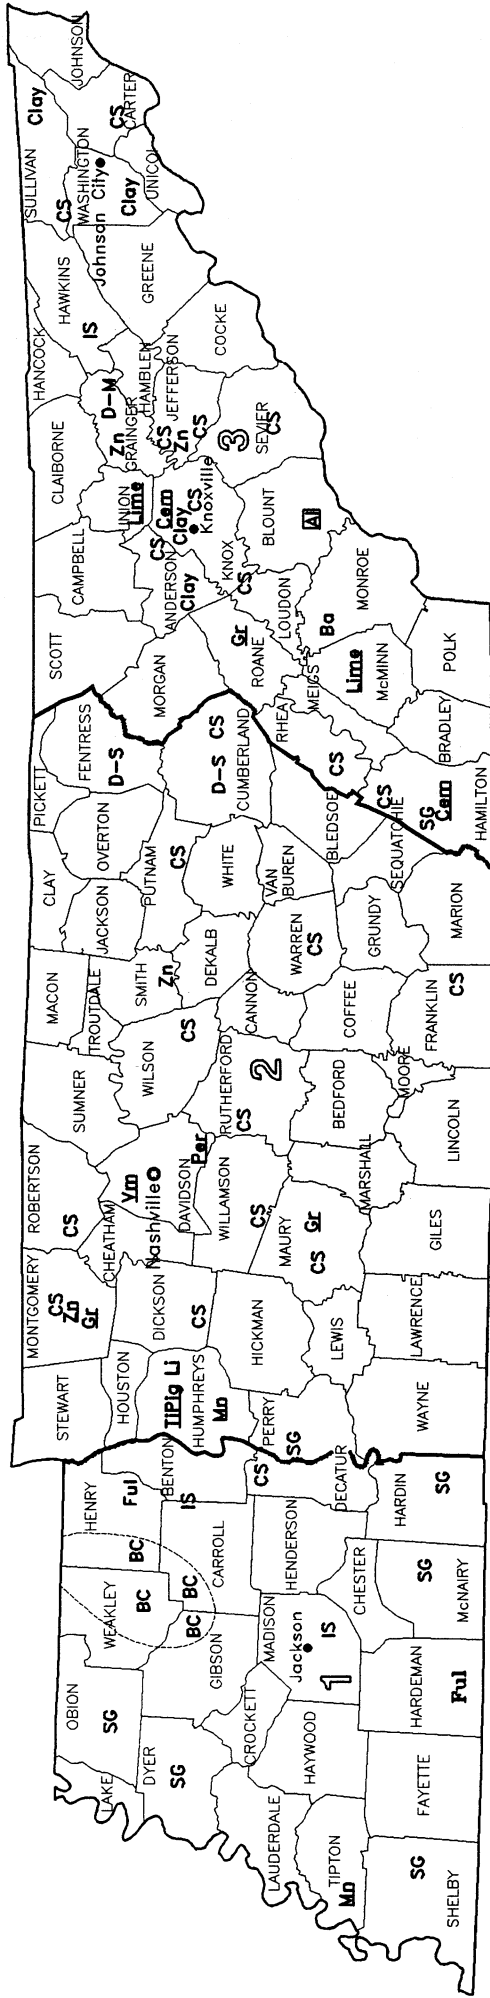 LAKE
OBION
SG
WEAKLEY
BC
HENRY
BC
Ful
STEWART
MONTGOMERY
CS
Zn
Gr
ROBERTSON
CS
SUMNER
MACON
TROUTDALE
CLAY
PICKETT
JACKSON
OVERTON
FENTRESS
D-S
SCOTT
CAMPBELL
CLAIBORNE
HANCOCK
HAWKINS
IS
SULLIVAN
CS
Clay
JOHNSON
CARTER
CS
WASHINGTON
Johnson City
Clay
UNICOI
GREENE
DYER
SG
GIBSON
BC
BC
CARROLL
BENTON
IS
HOUSTON
HUMPHREYS
TiPig Li
Mn
DICKSON
CS
CHEATHAM
Vm
Nashville
DAVIDSON
Per
WILSON
CS
SMITH
Zn
PUTNAM
CS
DEKALB
WHITE
CUMBERLAND
D-S
CS
MORGAN
ANDERSON
CS
Clay
UNION
Lime
GRAINGER
Zn
D-M
HAMBLEN
JEFFERSON
CS
Zn
CS
COCKE
3
SEVIER
CS
KNOX
Cem
Clay
CS
Knoxville
CROCKETT
LAUDERDALE
HAYWOOD
MADISON
Jackson
IS
1
HENDERSON
CS
DECATUR
PERRY
SG
HICKMAN
LEWIS
WILLAMSON
CS
MAURY
CS
Gr
RUTHERFORD
CS
2
CANNON
WARREN
CS
VAN
BUREN
BLEDSOE
RHEA
CS
MEIGS
ROANE
Gr
LOUDON
CS
BLOUNT
Al
MONROE
Ba
McMINN
Lime
TIPTON
Mn
SHELBY
SG
FAYETTE
HARDEMAN
Ful
CHESTER
McNAIRY
SG
HARDIN
SG
WAYNE
LAWRENCE
GILES
MARSHALL
BEDFORD
MOORE
LINCOLN
COFFEE
FRANKLIN
CS
GRUNDY
MARION
SEQUATCHIE
CS
SG
Cem
HAMILTON
BRADLEY
POLK